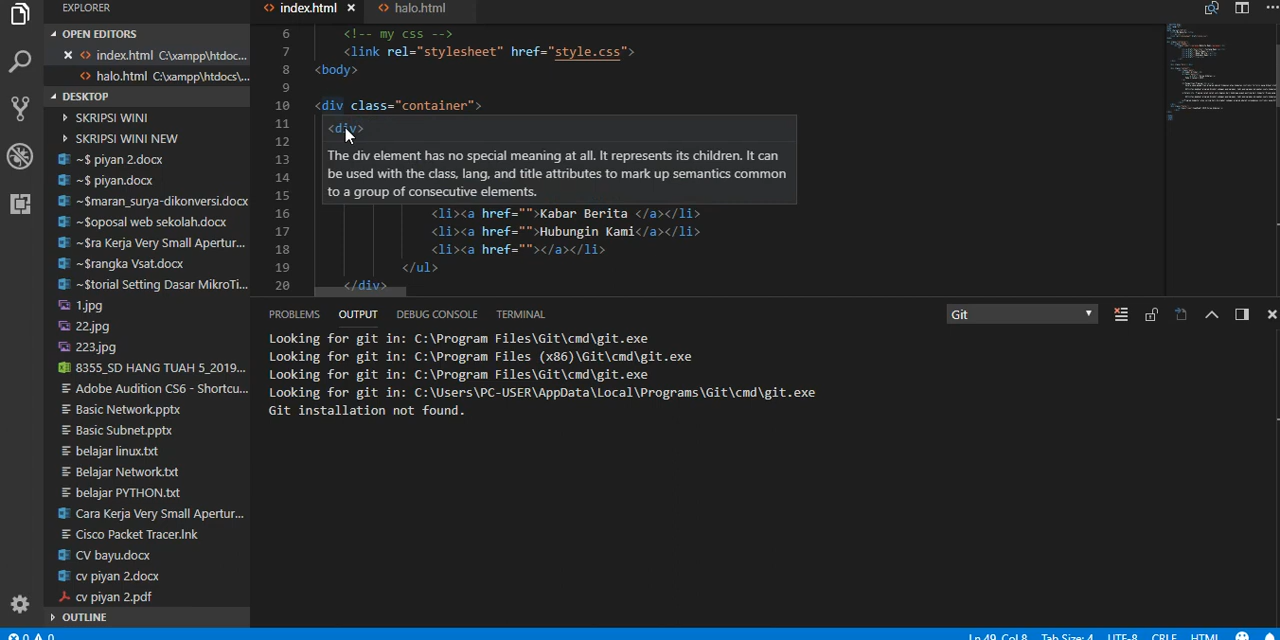 EXPLORER
OPEN EDITORS
index.html C:\xampp\htdoc...
halo.html C:\xampp\htdocs\...
DESKTOP
SKRIPSI WINI
SKRIPSI WINI NEW
~$ piyan 2.docx
~$ piyan.docx
~$maran_surya-dikonversi.docx
~$oposal web sekolah.docx
~$ra Kerja Very Small Apertur...
~$rangka Vsat.docx
~$torial Setting Dasar MikroTi...
1.jpg
22.jpg
223.jpg
8355_SD HANG TUAH 5_2019...
Adobe Audition CS6 - Shortcu...
Basic Network.pptx
Basic Subnet.pptx
belajar linux.txt
Belajar Network.txt
belajar PYTHON.txt
Cara Kerja Very Small Apertur...
Cisco Packet Tracer.lnk
CV bayu.docx
cv piyan 2.docx
cv piyan 2.pdf
OUTLINE
index.html halo.html
6 <!-- my css -->
7 <link rel="stylesheet" href="style.css">
8 <body>
9
10 <div class="container">
11 <div>
12
13 The div element has no special meaning at all. It represents its children. It can
14 be used with the class, lang, and title attributes to mark up semantics common
15 to a group of consecutive elements.
16 <li><a href="">Kabar Berita </a></li>
17 <li><a href="">Hubungin Kami</a></li>
18 <li><a href=""></a></li>
19 </ul>
20 </div>
PROBLEMS OUTPUT DEBUG CONSOLE TERMINAL Git
Looking for git in: C:\Program Files\Git\cmd\git.exe
Looking for git in: C:\Program Files (x86)\Git\cmd\git.exe
Looking for git in: C:\Program Files\Git\cmd\git.exe
Looking for git in: C:\Users\PC-USER\AppData\Local\Programs\Git\cmd\git.exe
Git installation not found.
0 0 Ln 49, Col 8 Tab Size: 4 UTF-8 CRLF HTML